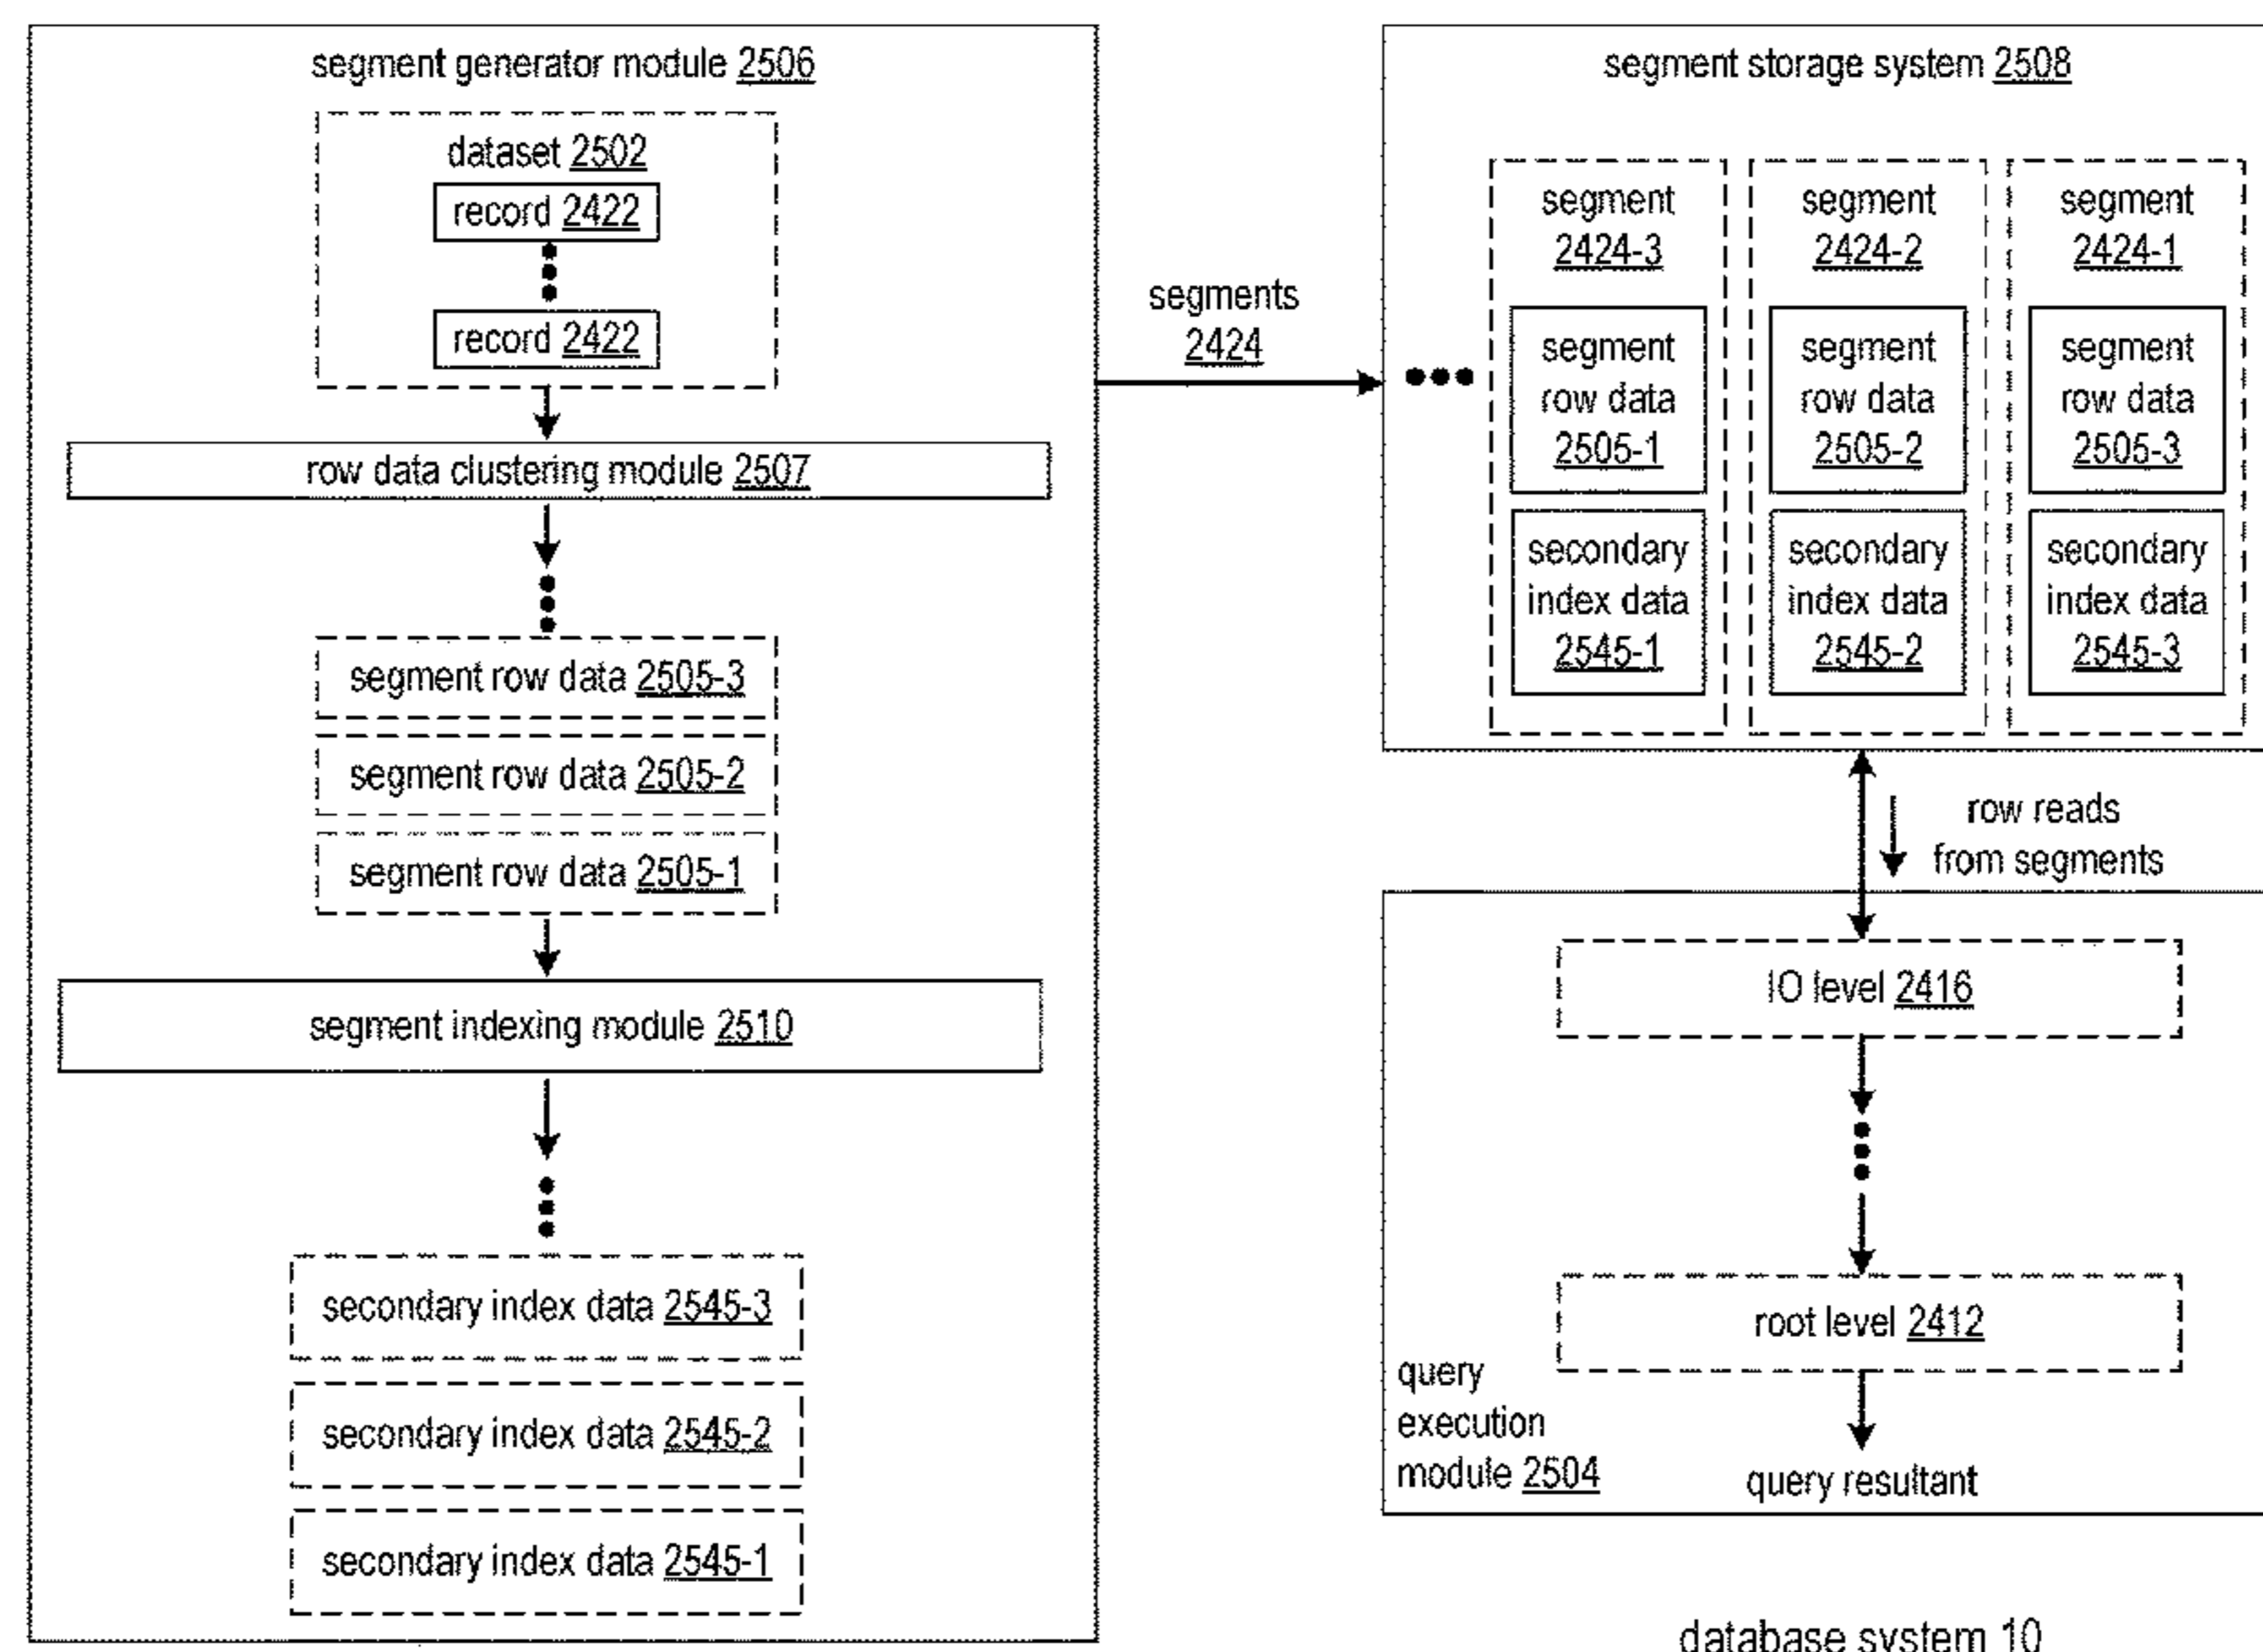 segment generator module 2506
dataset 2502
record 2422
record 2422
row data clustering module 2507
segment row data 2505-3
segment row data 2505-2
segment row data 2505-1
segment indexing module 2510
secondary index data 2545-3
secondary index data 2545-2
secondary index data 2545-1
segments
2424
segment storage system 2508
segment
2424-3
segment
row data
2505-1
secondary
index data
2545-1
segment
2424-2
segment
row data
2505-2
secondary
index data
2545-2
segment
2424-1
segment
row data
2505-3
secondary
index data
2545-3
row reads
from segments
IO level 2416
root level 2412
query
execution
module 2504
query resultant
database system 10